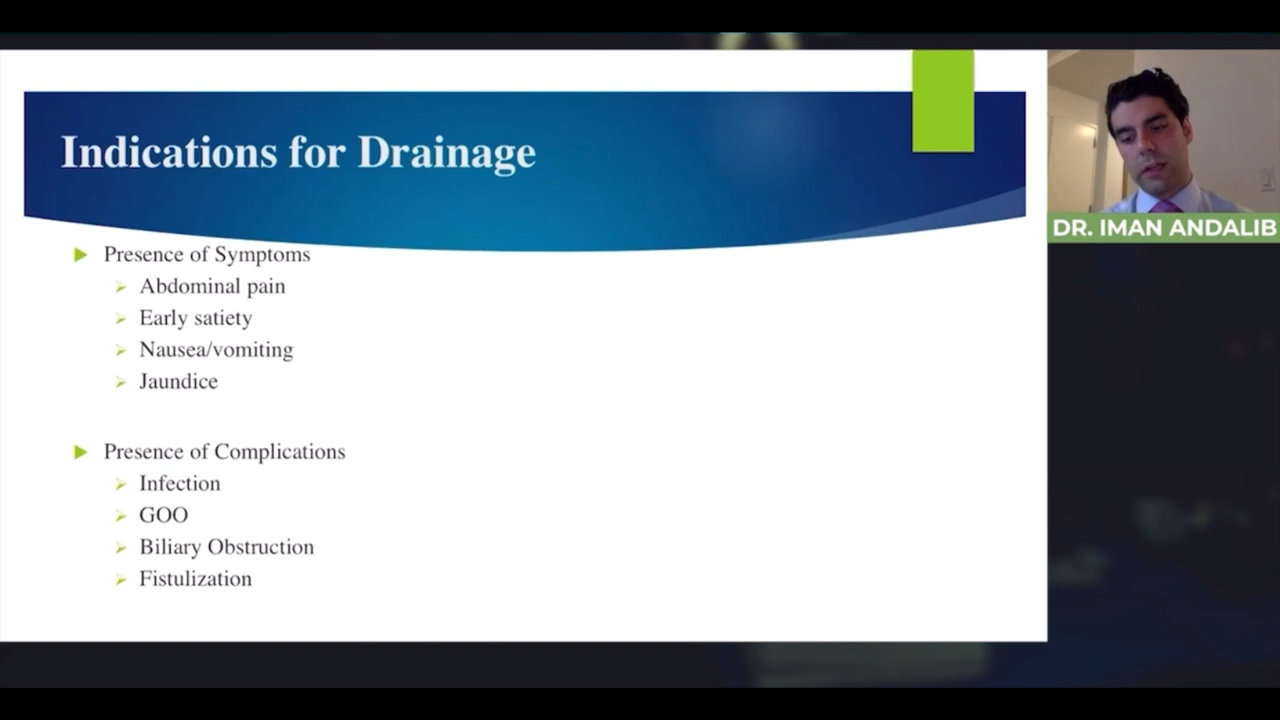 Indications for Drainage
Presence of Symptoms
Abdominal pain
Early satiety
Nausea/vomiting
Jaundice
Presence of Complications
Infection
GOO
Biliary Obstruction
Fistulization
DR. IMAN ANDALIB